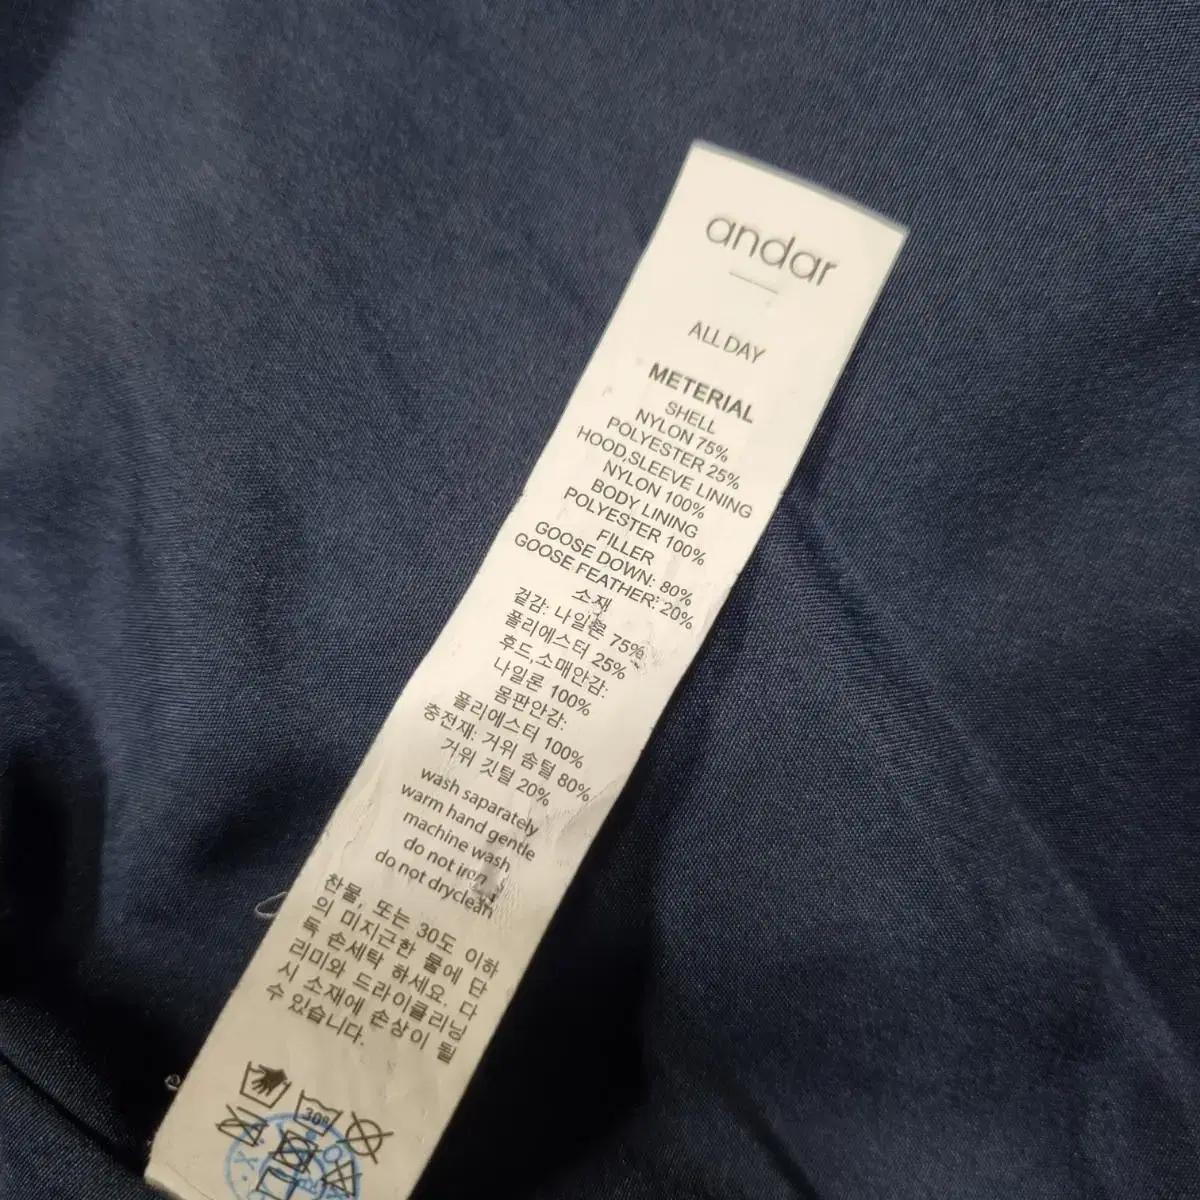 andar
ALL DAY
METERIAL
SHELL
NYLON 75%
POLYESTER 25%
HOOD,SLEEVE LINING
NYLON 100%
BODY LINING
POLYESTER 100%
FILLER
GOOSE DOWN: 80%
GOOSE FEATHER: 20%
소재
겉감: 나일론 75%
폴리에스터 25%
후드,소매안감:
나일론 100%
몸판안감:
폴리에스터 100%
충전재: 거위 솜털 80%
거위 깃털 20%
wash saparately
warm hand gentle
machine wash
do not iron
do not dryclean
찬물, 또는 30도 이하
의 미지근한 물에 단
독 손세탁 하세요. 다
리미와 드라이클리닝
시 소재에 손상이 될
수 있습니다.
30º